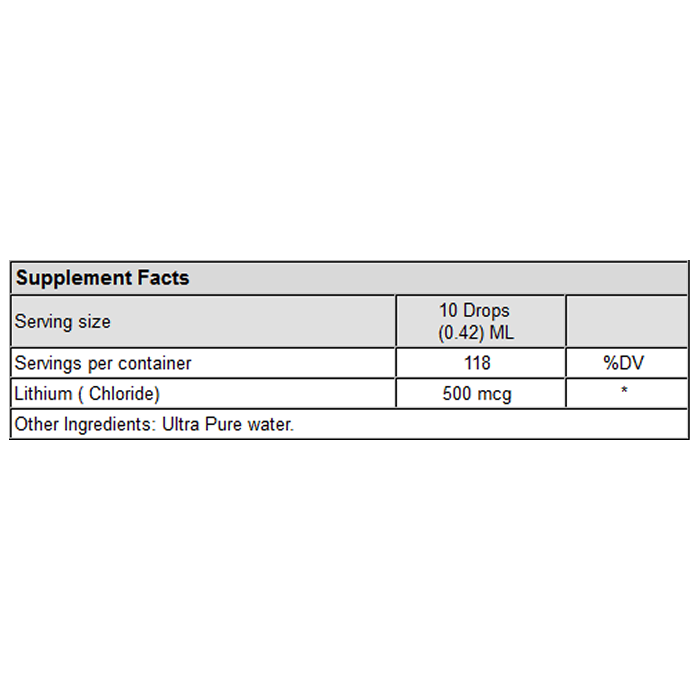 Supplement Facts
Serving size
10 Drops
(0.42) ML
Servings per container 118 %DV
Lithium ( Chloride) 500 mcg *
Other Ingredients: Ultra Pure water.